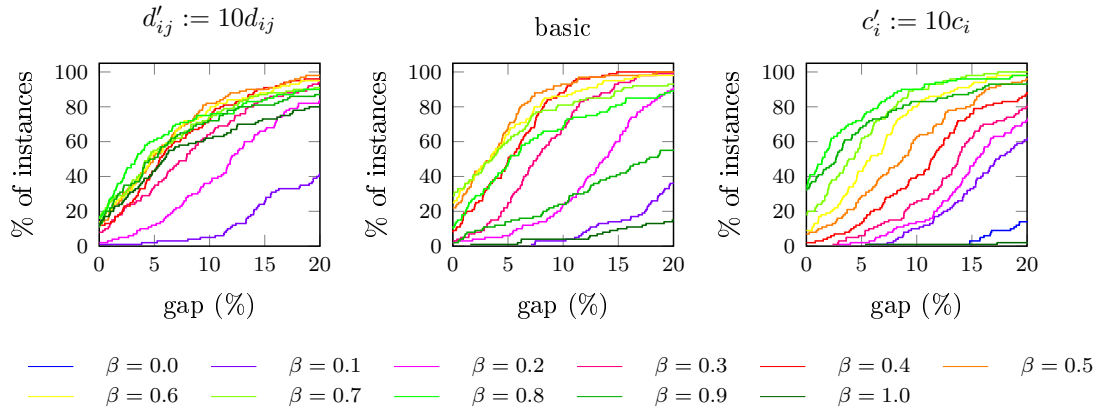 d′ij := 10dij
basic
c′i := 10ci
% of instances
100
80
60
40
20
0
0 5 10 15 20
gap (%)
% of instances
100
80
60
40
20
0
0 5 10 15 20
gap (%)
% of instances
100
80
60
40
20
0
0 5 10 15 20
gap (%)
β = 0.0 β = 0.1 β = 0.2 β = 0.3 β = 0.4 β = 0.5
β = 0.6 β = 0.7 β = 0.8 β = 0.9 β = 1.0